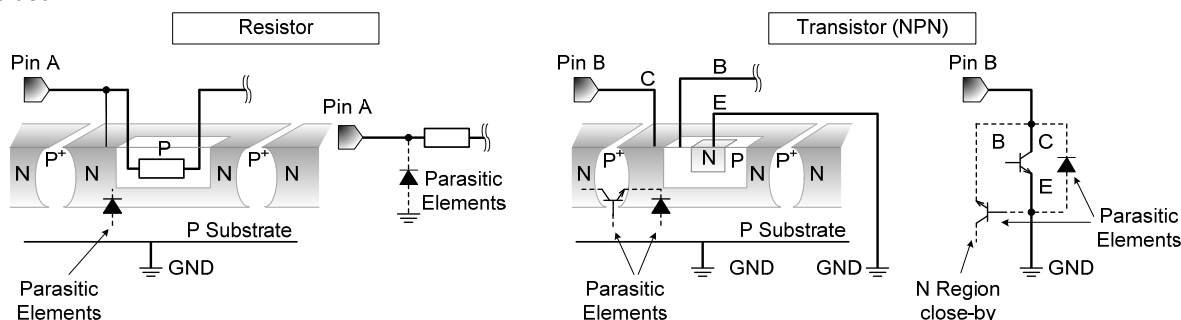 Resistor
Pin A
P
N
P+
N
N
P+
N
P Substrate
GND
Parasitic
Elements
Pin A
Parasitic
Elements
Transistor (NPN)
Pin B
C
B
E
N
P+
N
N
P
N
P+
N
P Substrate
GND
GND
Parasitic
Elements
Pin B
B
C
E
Parasitic
Elements
GND
N Region
close-by